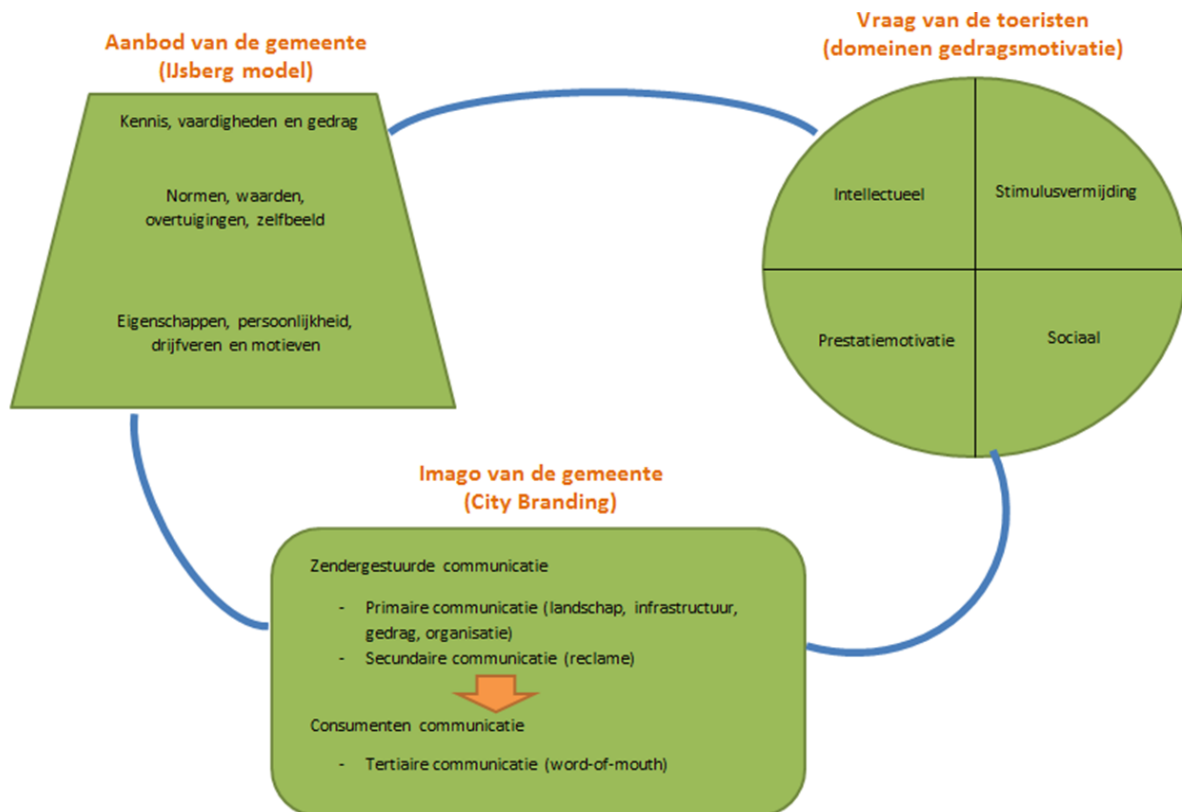 Aanbod van de gemeente
(IJsberg model)
Kennis, vaardigheden en gedrag
Normen, waarden,
overtuigingen, zelfbeeld
Eigenschappen, persoonlijkheid,
drijfveren en motieven
Vraag van de toeristen
(domeinen gedragsmotivatie)
Intellectueel
Stimulusvermijding
Prestatiemotivatie
Sociaal
Imago van de gemeente
(City Branding)
Zendergestuurde communicatie
- Primaire communicatie (landschap, infrastructuur,
gedrag, organisatie)
- Secundaire communicatie (reclame)
Consumenten communicatie
- Tertiaire communicatie (word-of-mouth)